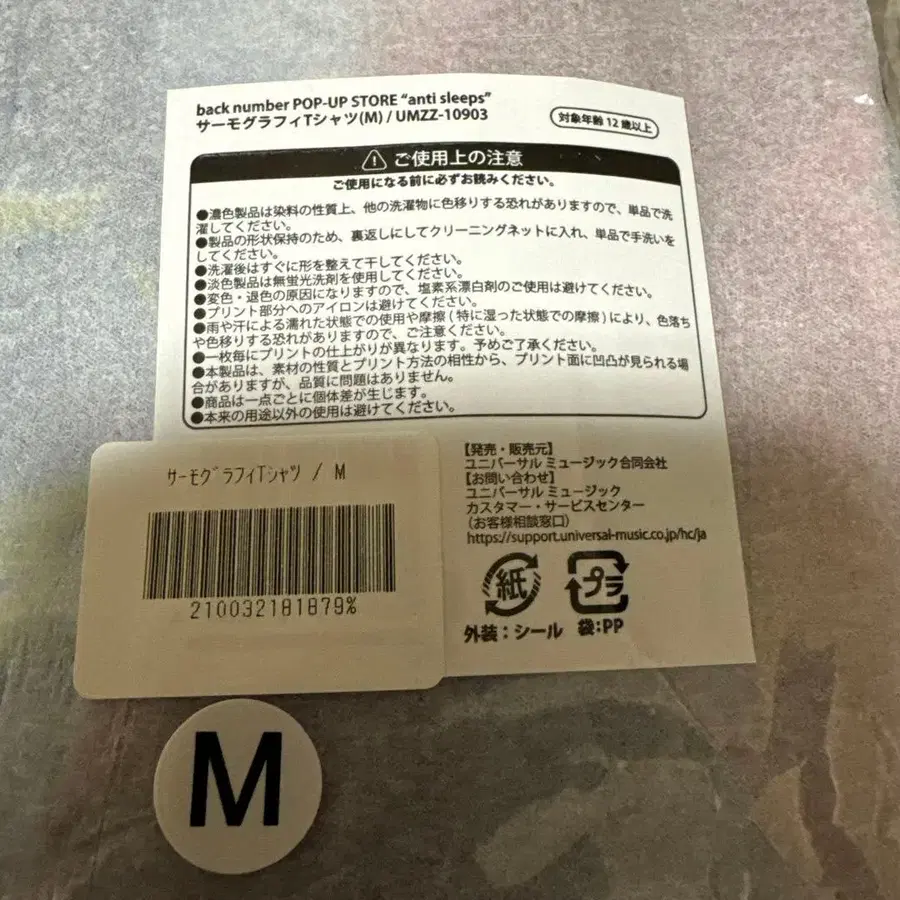 back number POP-UP STORE “anti sleeps”
サーモグラフィTシャツ(M) / UMZZ-10903
対象年齢 12 歳以上
ご使用上の注意
ご使用になる前に必ずお読みください。
●濃色製品は染料の性質上、他の洗濯物に色移りする恐れがありますので、単品で洗
濯してください。
●製品の形状保持のため、裏返しにしてクリーニングネットに入れ、単品で手洗いを
してください。
●洗濯後はすぐに形を整えて干してください。
●淡色製品は無蛍光洗剤を使用してください。
●変色・退色の原因になりますので、塩素系漂白剤のご使用は避けてください。
●プリント部分へのアイロンは避けてください。
●雨や汗による濡れた状態での使用や摩擦(特に湿った状態での摩擦)により、色落ち
や色移りする恐れがありますので、ご注意ください。
●一枚毎にプリントの仕上がりが異なります。予めご了承ください。
●本製品は、素材の性質とプリント方法の相性から、プリント面に凹凸が見られる場
合がありますが、品質に問題はありません。
●商品は一点ごとに個体差が生じます。
●本来の用途以外の使用は避けてください。
【発売・販売元】
ユニバーサル ミュージック合同会社
【お問い合わせ】
ユニバーサル ミュージック
カスタマー・サービスセンター
(お客様相談窓口)
https://support.universal-music.co.jp/hc/ja
紙
プラ
外装:シール
袋:PP
サーモグラフィTシャツ / M
210032181879%
M